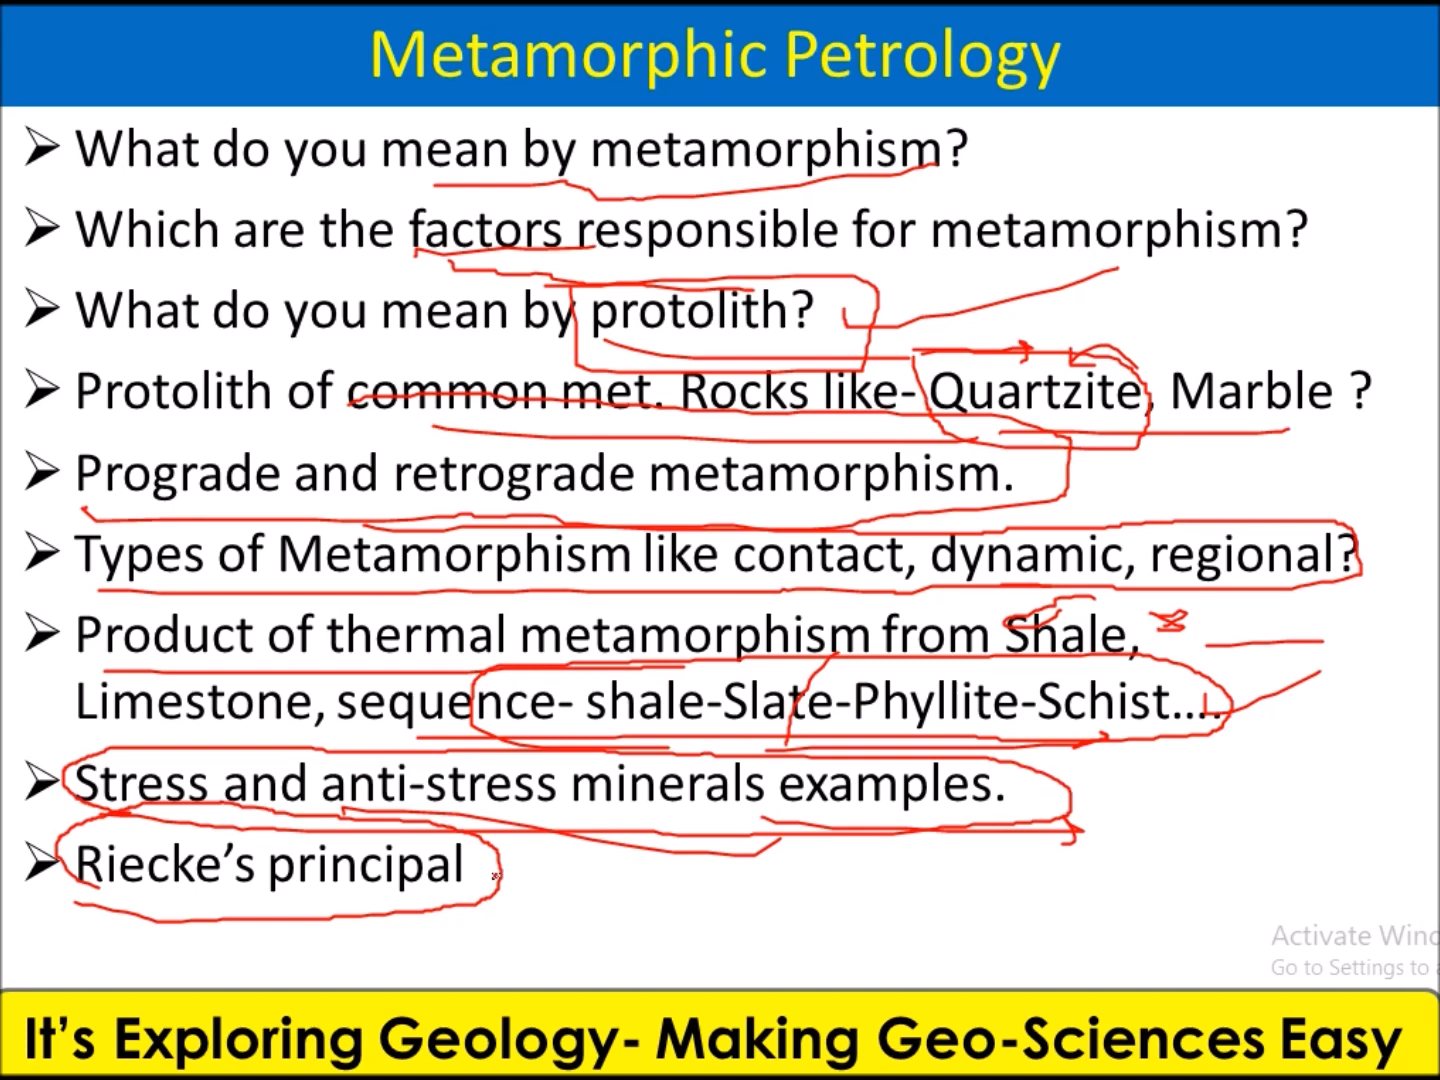 Metamorphic Petrology
➢ What do you mean by metamorphism?
➢ Which are the factors responsible for metamorphism?
➢ What do you mean by protolith?
➢ Protolith of common met. Rocks like- Quartzite, Marble ?
➢ Prograde and retrograde metamorphism.
➢ Types of Metamorphism like contact, dynamic, regional?
➢ Product of thermal metamorphism from Shale,
Limestone, sequence- shale-Slate-Phyllite-Schist....
➢ Stress and anti-stress minerals examples.
➢ Riecke’s principal
Activate Wind
Go to Settings to a
It’s Exploring Geology- Making Geo-Sciences Easy